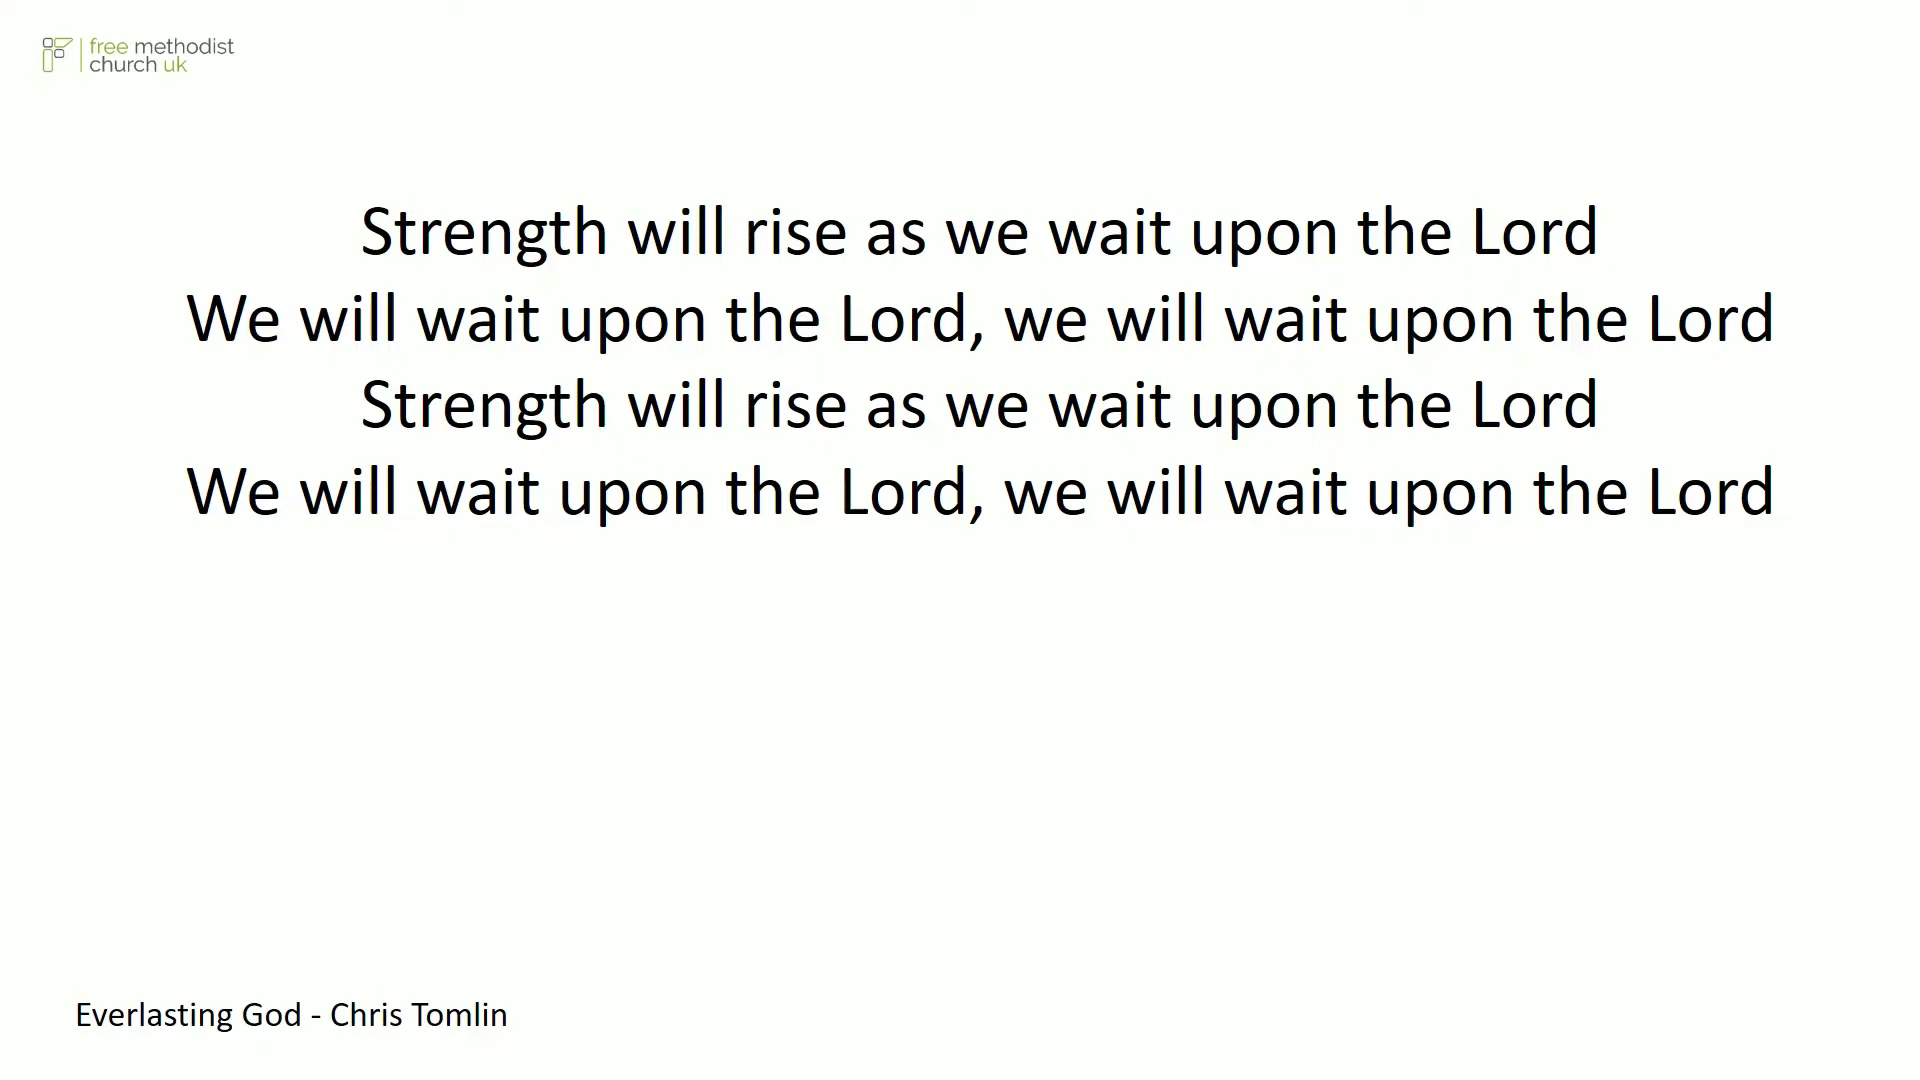 free methodist
church uk
Strength will rise as we wait upon the Lord
We will wait upon the Lord, we will wait upon the Lord
Strength will rise as we wait upon the Lord
We will wait upon the Lord, we will wait upon the Lord
Everlasting God - Chris Tomlin